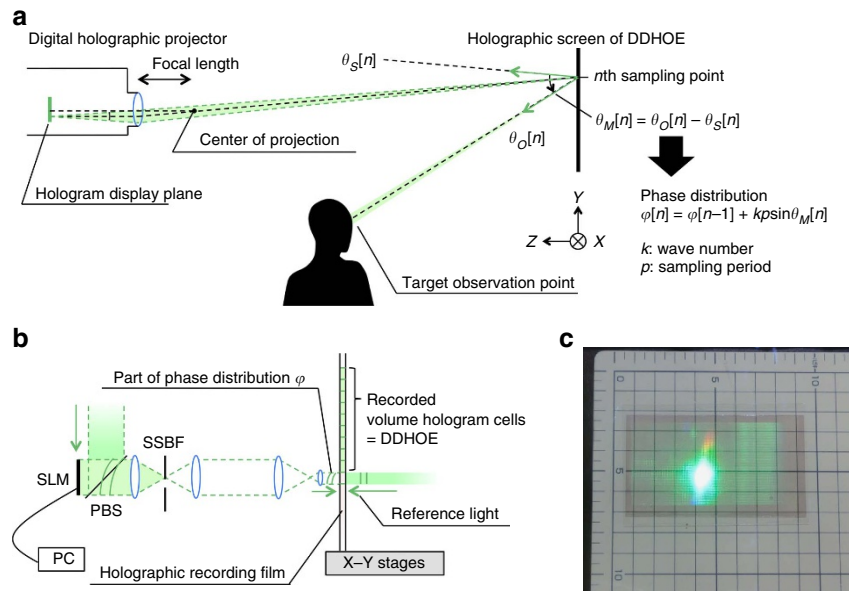 a
Digital holographic projector
Focal length
Center of projection
Hologram display plane
Holographic screen of DDHOE
θS[n]
nth sampling point
θO[n]
θM[n] = θO[n] – θS[n]
Phase distribution
φ[n] = φ[n–1] + kpsinθM[n]
k: wave number
p: sampling period
Y
Z
X
Target observation point
b
Part of phase distribution φ
Recorded
volume hologram cells
= DDHOE
SSBF
SLM
PBS
Reference light
PC
Holographic recording film
X–Y stages
c
0
5
10
5
10